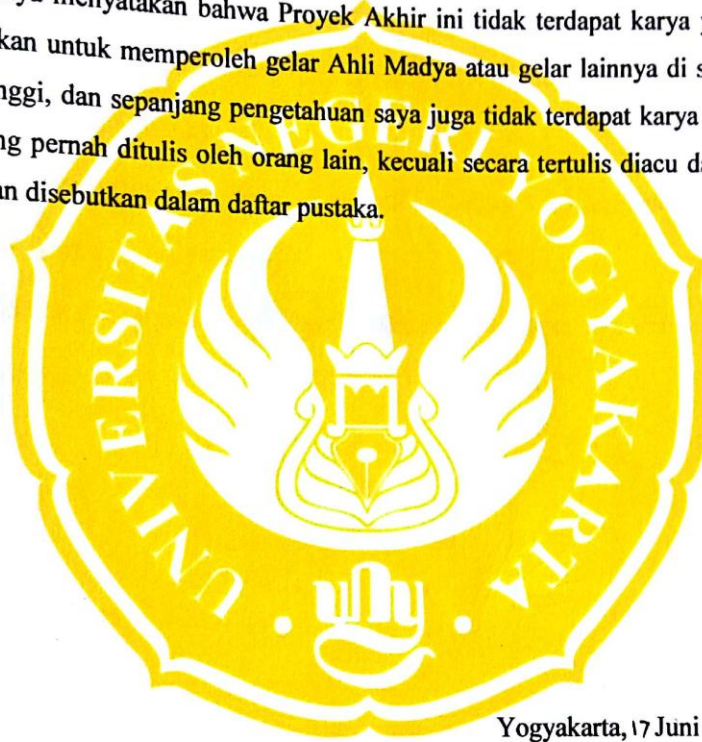 menyatakan bahwa Proyek Akhir ini tidak terdapat karya
kan untuk memperoleh gelar Ahli Madya atau gelar lainnya di
nggi, dan sepanjang pengetahuan saya juga tidak terdapat karya
ng pernah ditulis oleh orang lain, kecuali secara tertulis diacu
an disebutkan dalam daftar pustaka.
UNIVERSITAS NEGERI YOGYAKARTA
uny
Yogyakarta, 17 Juni